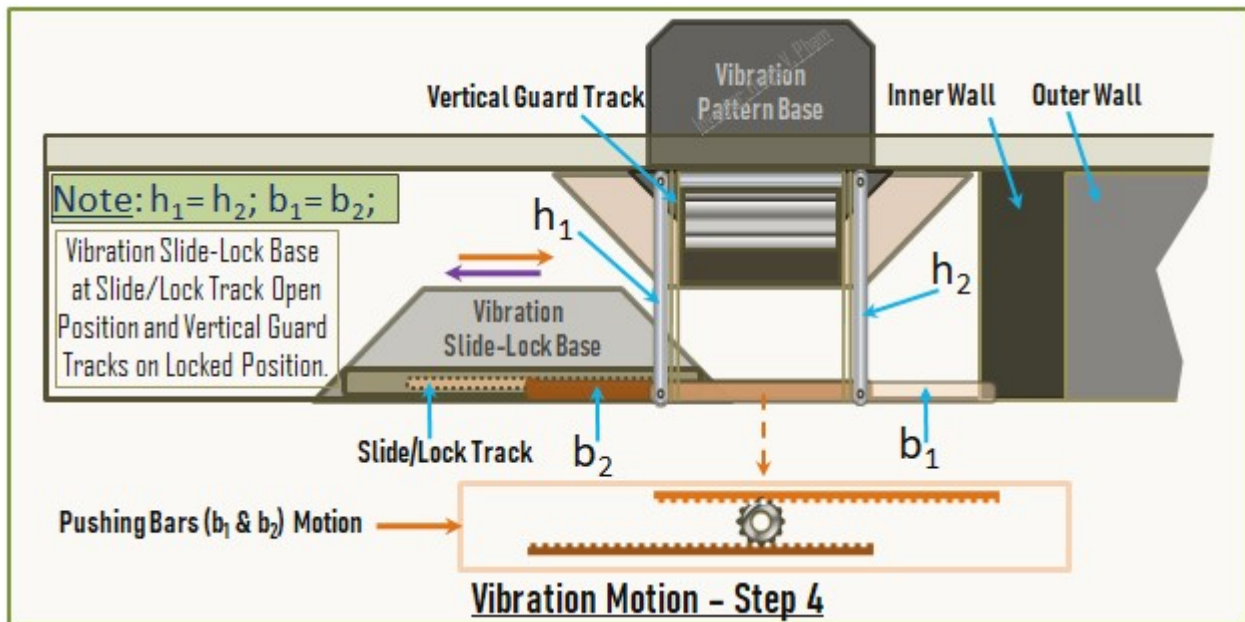 Vibration
Pattern Base
Vertical Guard Track
Inner Wall
Outer Wall
Note: h₁= h₂; b₁= b₂;
Vibration Slide-Lock Base
at Slide/Lock Track Open
Position and Vertical Guard
Tracks on Locked Position.
h₁
h₂
Vibration
Slide-Lock Base
Slide/Lock Track
b₂
b₁
Pushing Bars (b₁ & b₂) Motion
Vibration Motion – Step 4
V. Pham